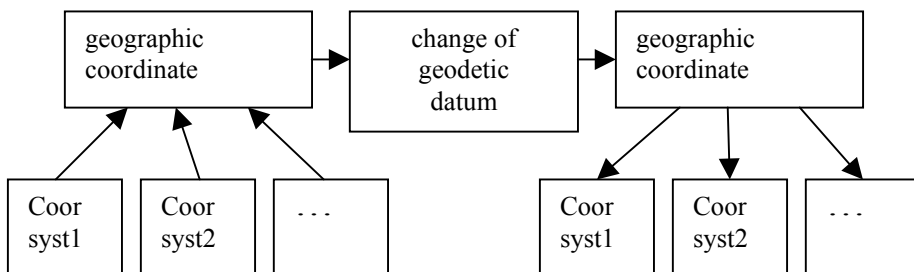 geographic
coordinate
change of
geodetic
datum
geographic
coordinate
Coor
syst1
Coor
syst2
. . .
Coor
syst1
Coor
syst2
. . .